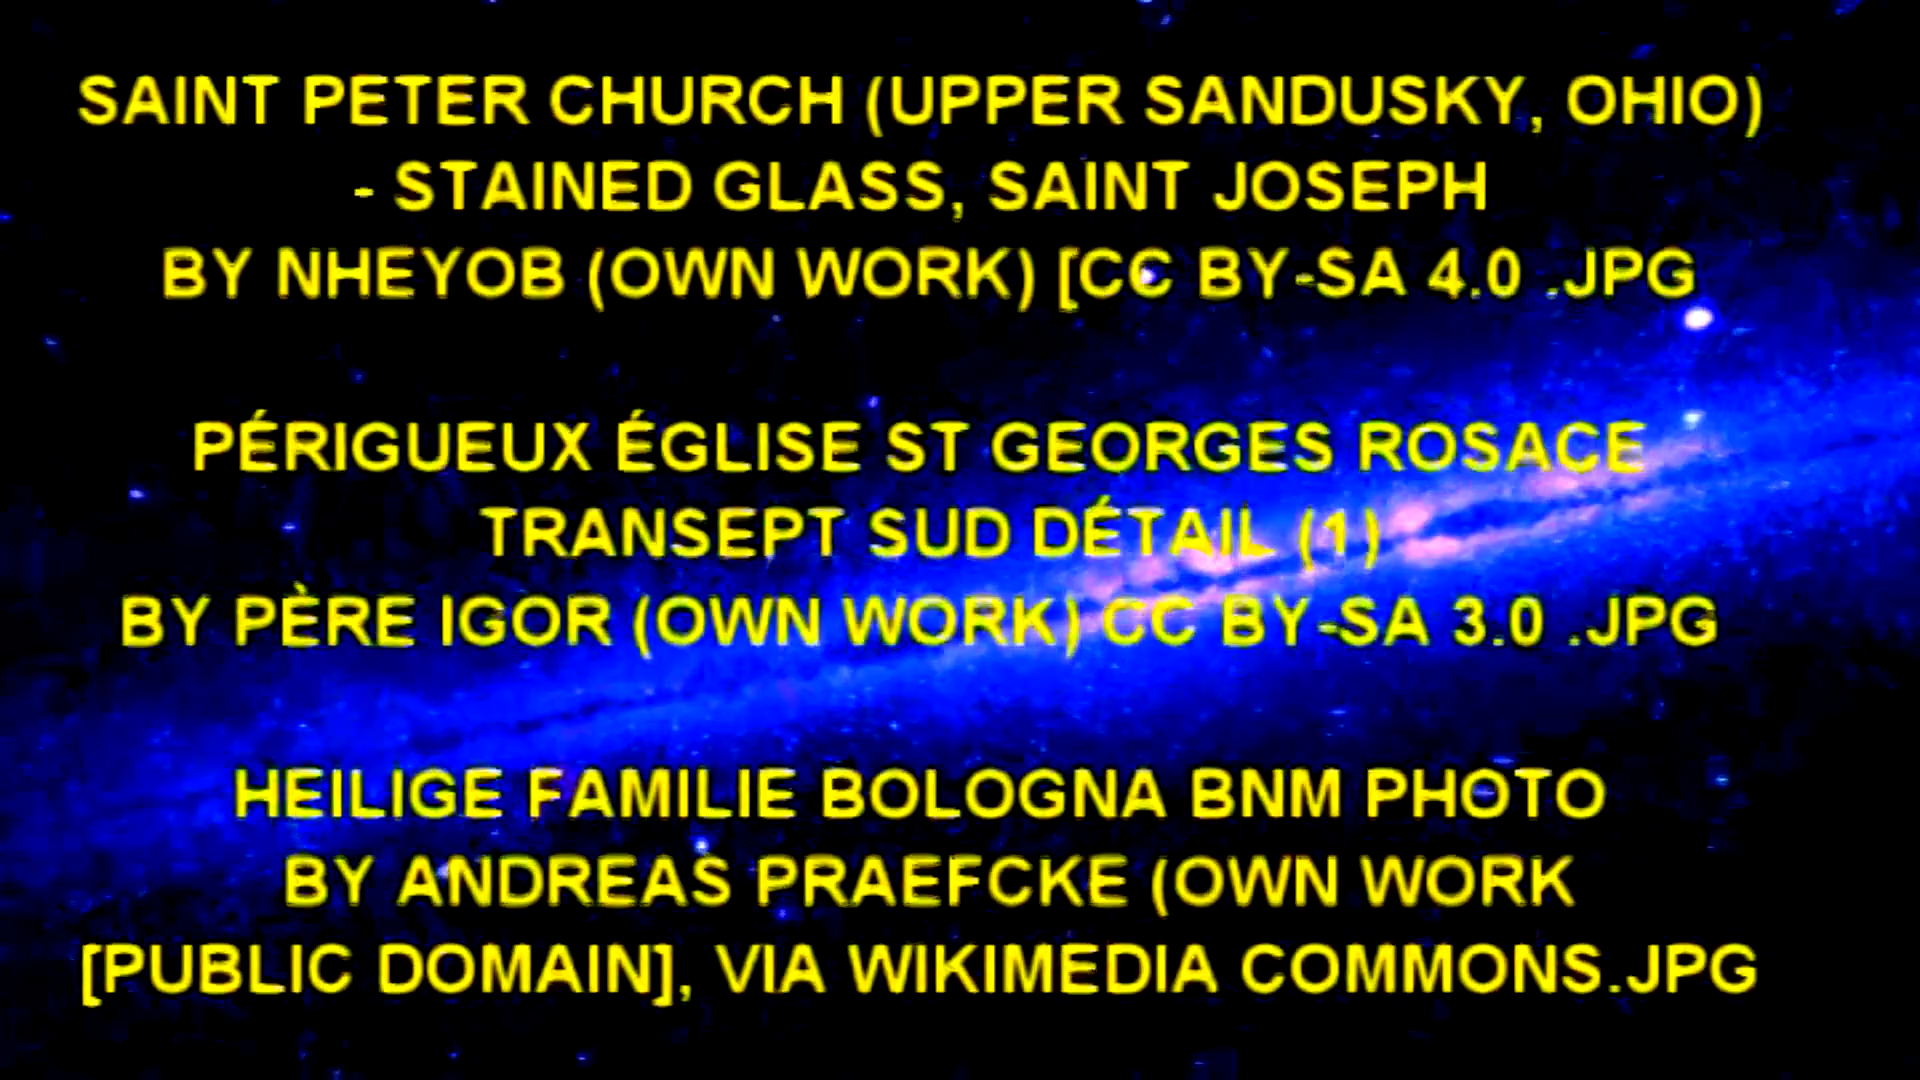 SAINT PETER CHURCH (UPPER SANDUSKY, OHIO)
- STAINED GLASS, SAINT JOSEPH
BY NHEYOB (OWN WORK) [CC BY-SA 4.0 .JPG
PÉRIGUEUX ÉGLISE ST GEORGES ROSACE
TRANSEPT SUD DÉTAIL (1)
BY PÈRE IGOR (OWN WORK) CC BY-SA 3.0 .JPG
HEILIGE FAMILIE BOLOGNA BNM PHOTO
BY ANDREAS PRAEFCKE (OWN WORK
[PUBLIC DOMAIN], VIA WIKIMEDIA COMMONS.JPG